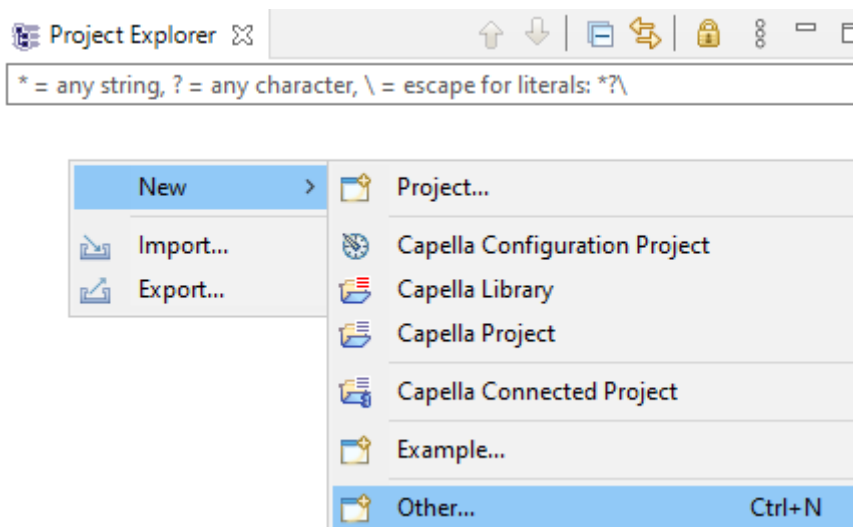 Project Explorer
* = any string, ? = any character, \ = escape for literals: *?\
New
Import...
Export...
Project...
Capella Configuration Project
Capella Library
Capella Project
Capella Connected Project
Example...
Other... Ctrl+N